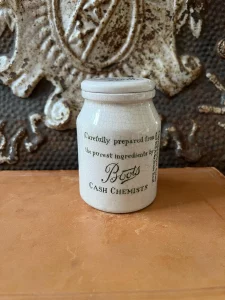 Carefully prepared from
the purest ingredients by
Boots
CASH CHEMISTS